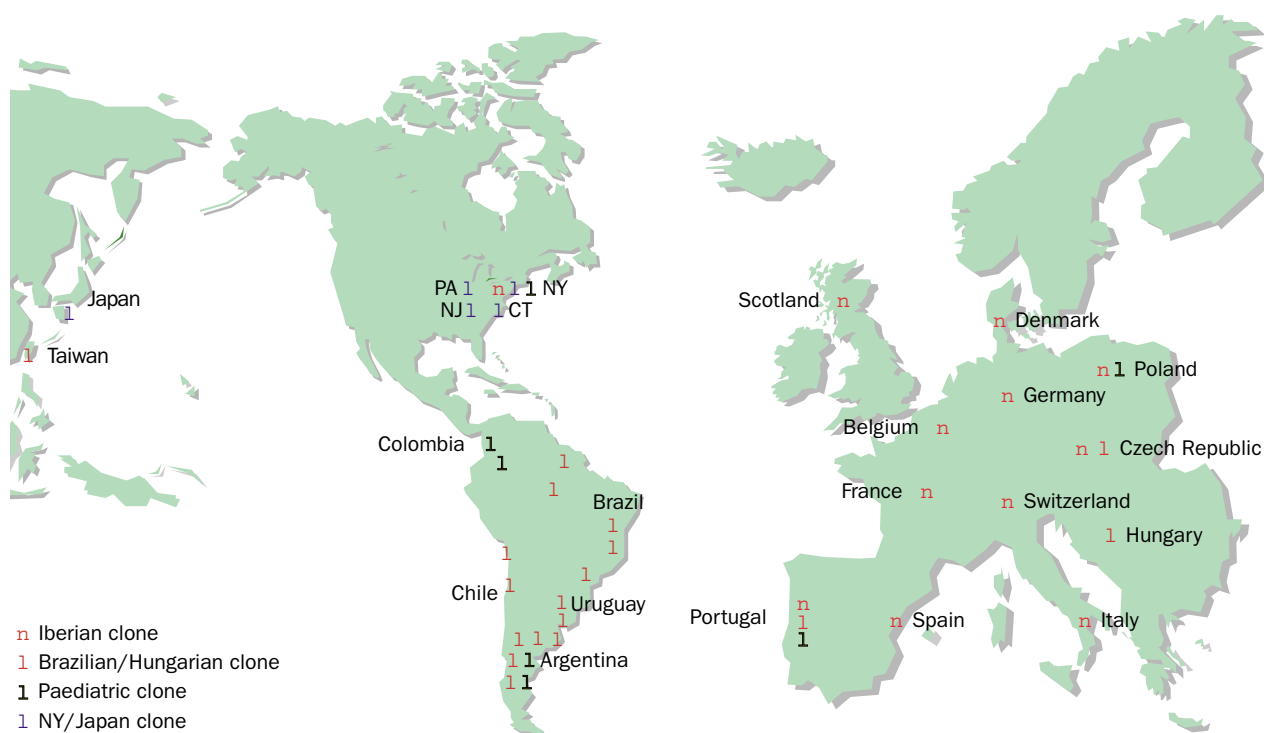 Japan
PA l n l l NY
NJ l l CT
l
l Taiwan
Colombia l
l
l
l
Brazil
l
l
l
l
Chile l
l Uruguay
l
l l l
l l Argentina
l l
n Iberian clone
l Brazilian/Hungarian clone
l Paediatric clone
l NY/Japan clone
Scotland n
n Denmark
n l Poland
n Germany
Belgium n
n l Czech Republic
France n
n Switzerland
l Hungary
Portugal n
l
l
n Spain
n Italy